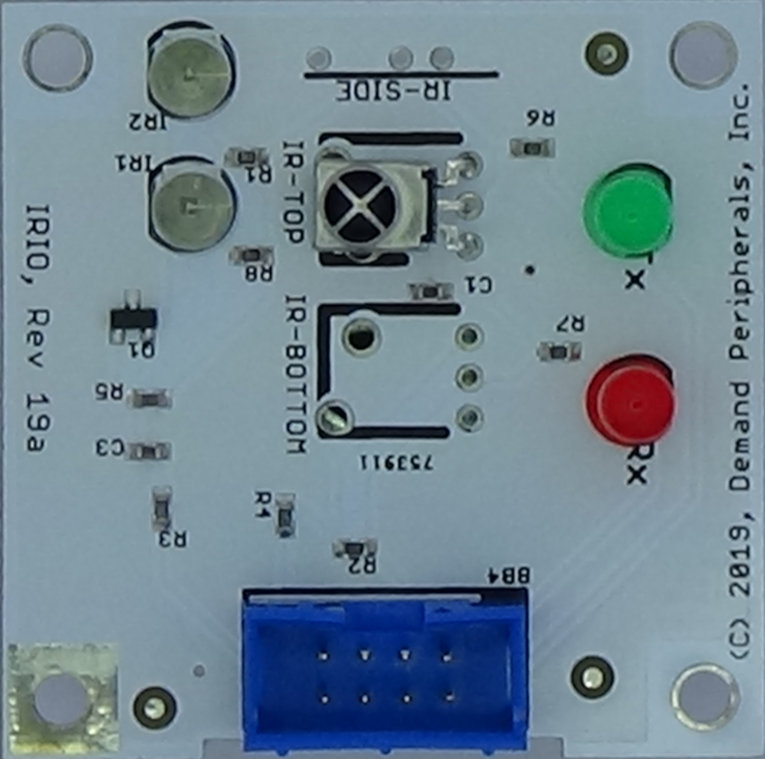 IR-SIDE
IR2
R6
IR1
R1
IR-TOP
IRIO, Rev 19a
R8
Tx
C1
IR-BOTTOM
R7
Q1
R5
C3
Rx
753911
R4
R3
R2
BB4
(C) 2019, Demand Peripherals, Inc.